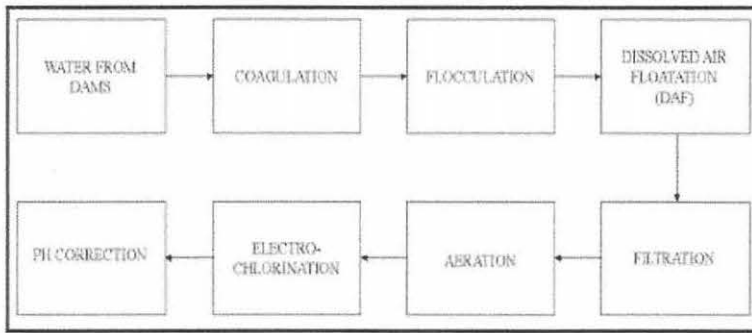 WATER FROM
DAMS
COAGULATION
FLOCCULATION
DISSOLVED AIR
FLOATATION
(DAF)
PH CORRECTION
ELECTRO-
CHLORINATION
AERATION
FILTRATION